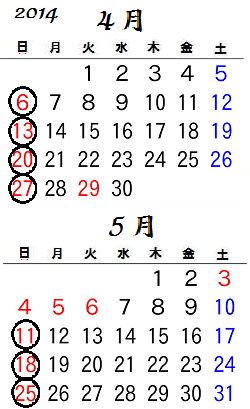 2014 4月
日 月 火 水 木 金 土
1 2 3 4 5
6 7 8 9 10 11 12
13 14 15 16 17 18 19
20 21 22 23 24 25 26
27 28 29 30
5月
日 月 火 水 木 金 土
1 2 3
4 5 6 7 8 9 10
11 12 13 14 15 16 17
18 19 20 21 22 23 24
25 26 27 28 29 30 31